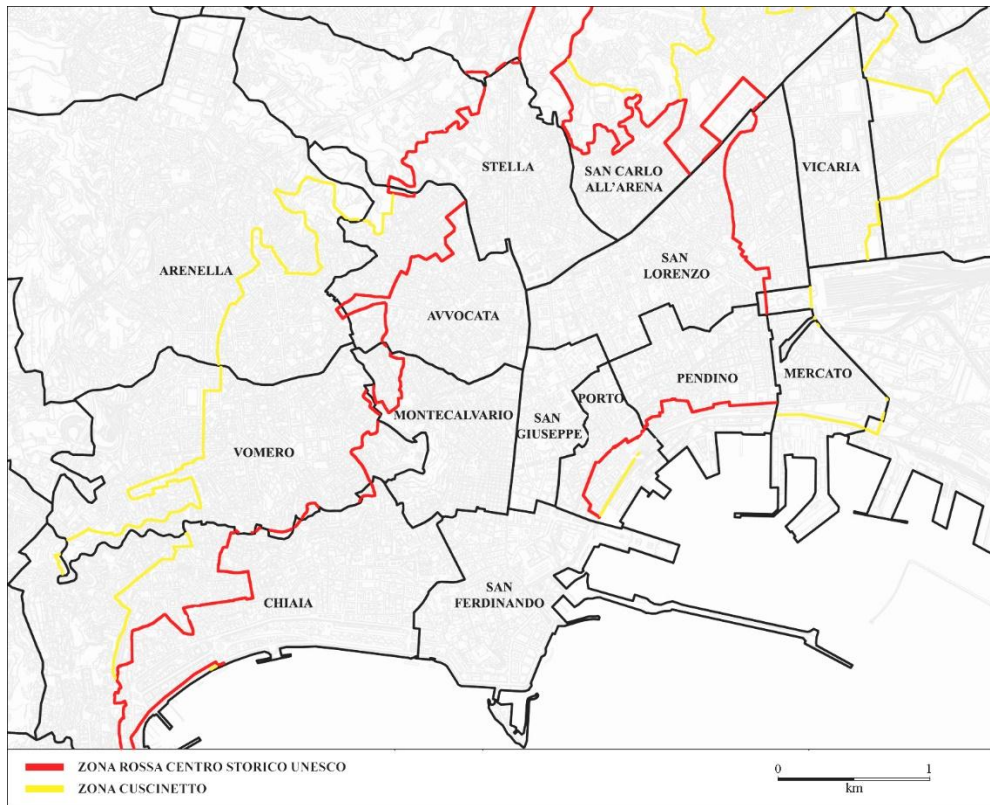 STELLA
SAN CARLO
ALL'ARENA
VICARIA
ARENELLA
SAN
LORENZO
AVVOCATA
PENDINO
MERCATO
PORTO
MONTECALVARIO
SAN
GIUSEPPE
VOMERO
CHIAIA
SAN
FERDINANDO
ZONA ROSSA CENTRO STORICO UNESCO
ZONA CUSCINETTO
0 1
km